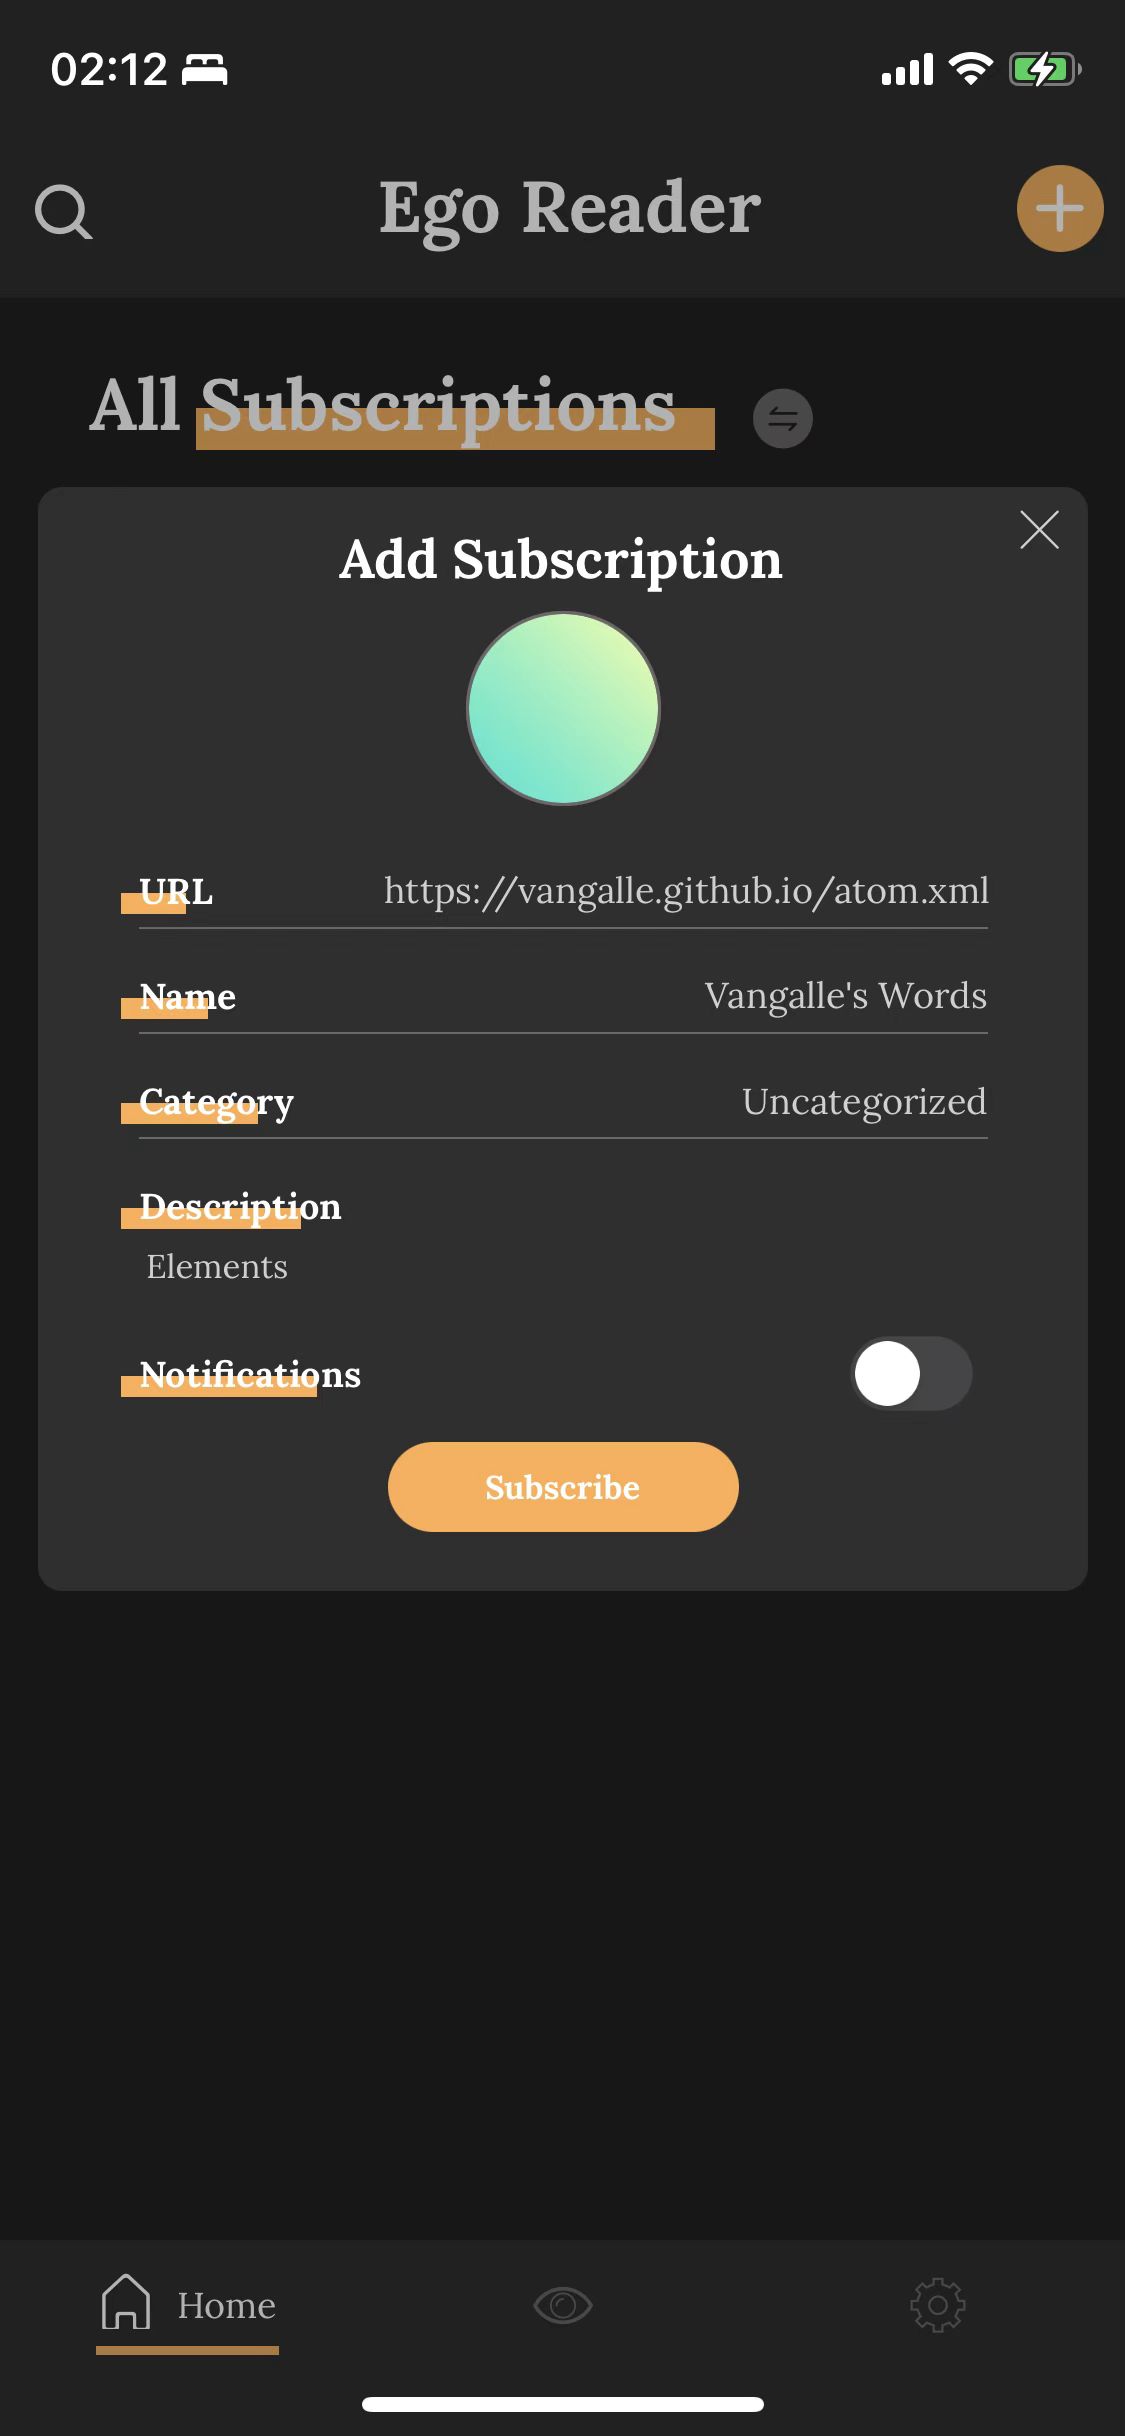 02:12
Ego Reader
All Subscriptions
Add Subscription
URL https://vangalle.github.io/atom.xml
Name Vangalle's Words
Category Uncategorized
Description
Elements
Notifications
Subscribe
Home